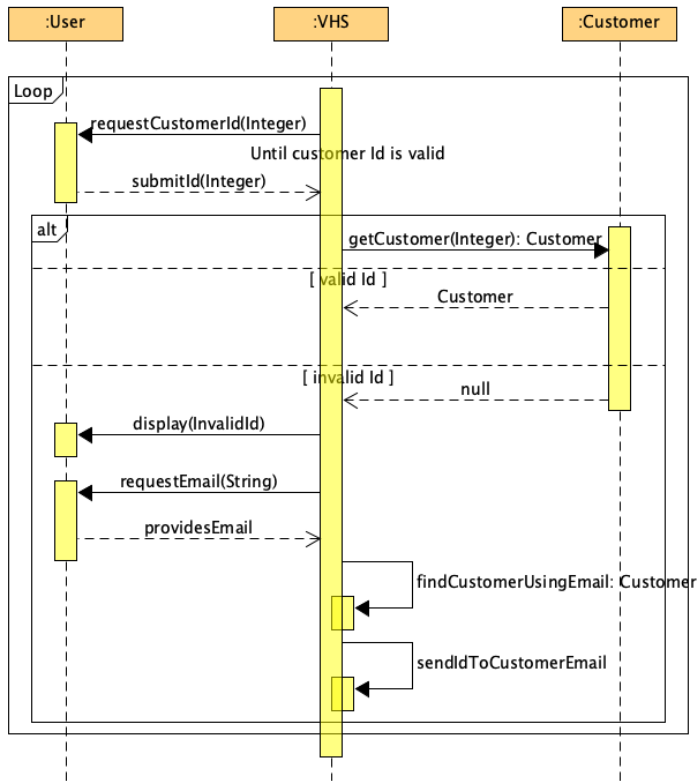 :User
:VHS
:Customer
Loop
requestCustomerId(Integer)
Until customer Id is valid
submitId(Integer)
alt
getCustomer(Integer): Customer
[ valid Id ]
Customer
[ invalid Id ]
null
display(InvalidId)
requestEmail(String)
providesEmail
findCustomerUsingEmail: Customer
sendIdToCustomerEmail